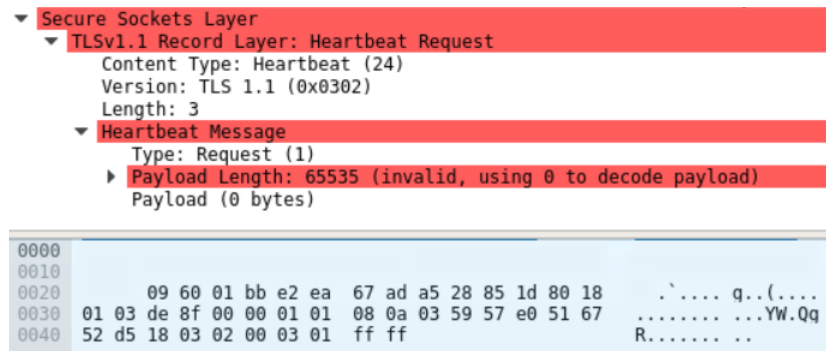 Secure Sockets Layer
TLSv1.1 Record Layer: Heartbeat Request
Content Type: Heartbeat (24)
Version: TLS 1.1 (0x0302)
Length: 3
Heartbeat Message
Type: Request (1)
Payload Length: 65535 (invalid, using 0 to decode payload)
Payload (0 bytes)
0000
0010
0020 09 60 01 bb e2 ea 67 ad a5 28 85 1d 80 18 .`.... g..(....
0030 01 03 de 8f 00 00 01 01 08 0a 03 59 57 e0 51 67 ........ ...YW.Qg
0040 52 d5 18 03 02 00 03 01 ff ff R....... ..